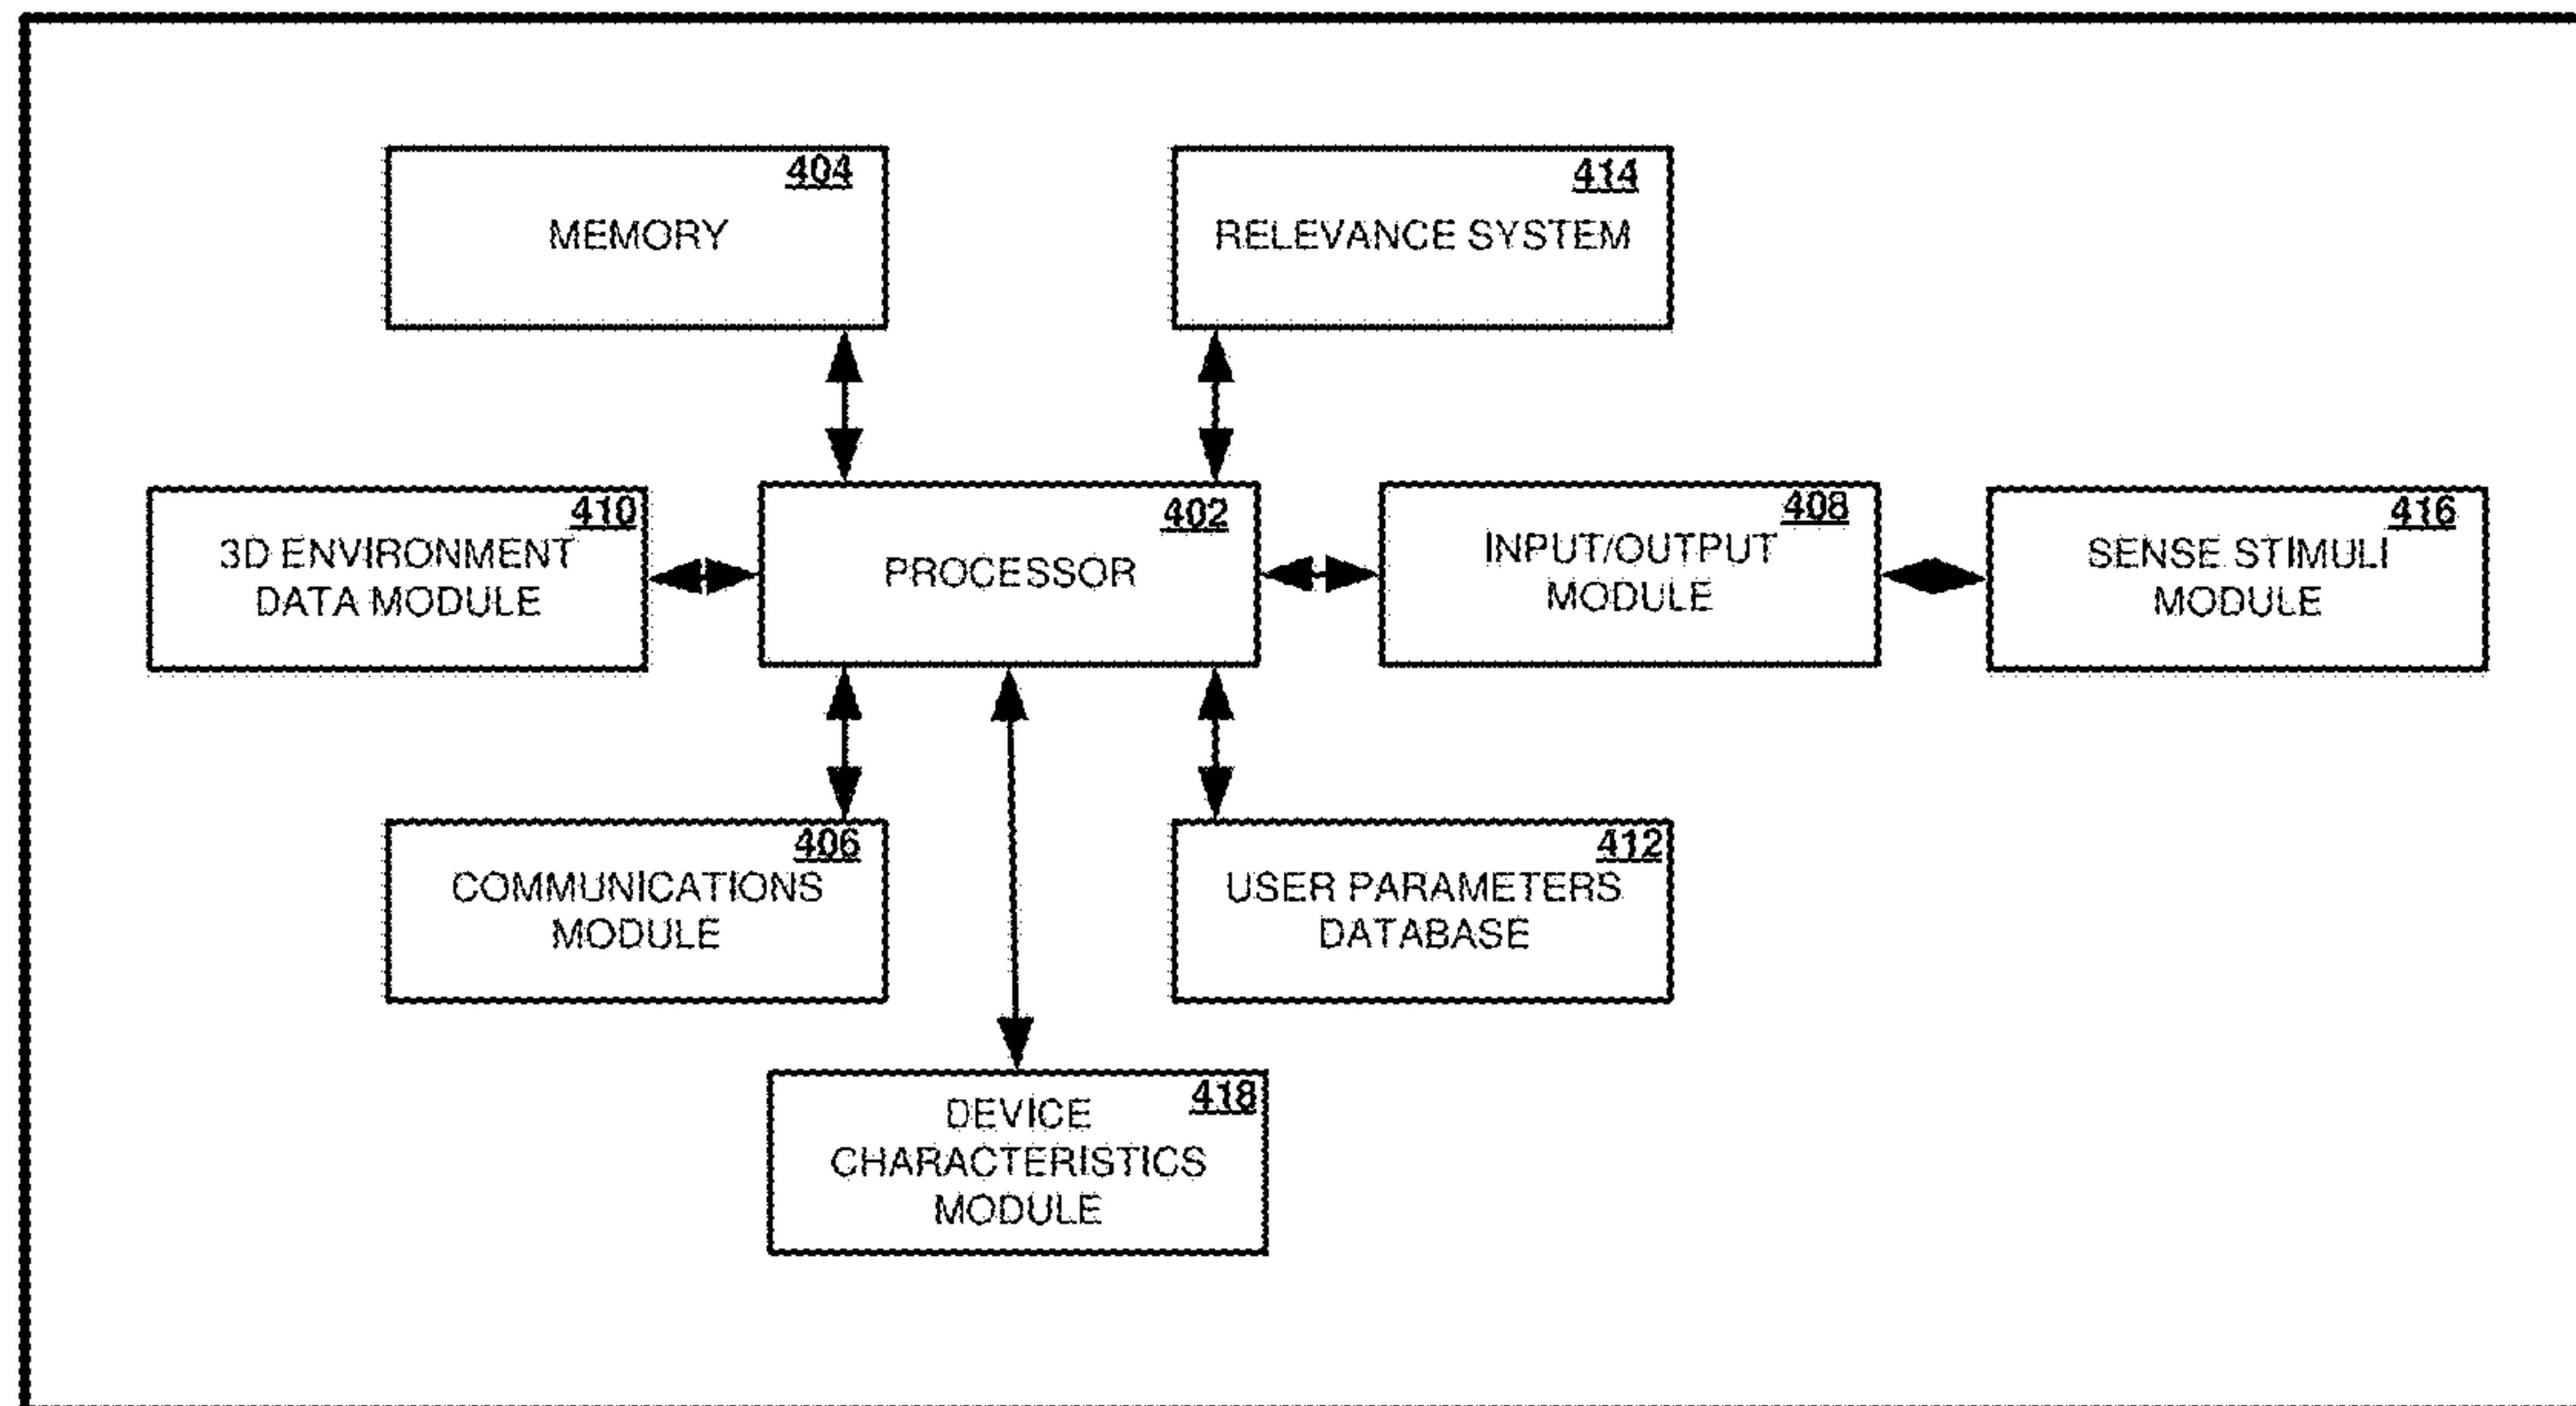 404
MEMORY
414
RELEVANCE SYSTEM
410
3D ENVIRONMENT
DATA MODULE
402
PROCESSOR
408
INPUT/OUTPUT
MODULE
416
SENSE STIMULI
MODULE
406
COMMUNICATIONS
MODULE
412
USER PARAMETERS
DATABASE
418
DEVICE
CHARACTERISTICS
MODULE